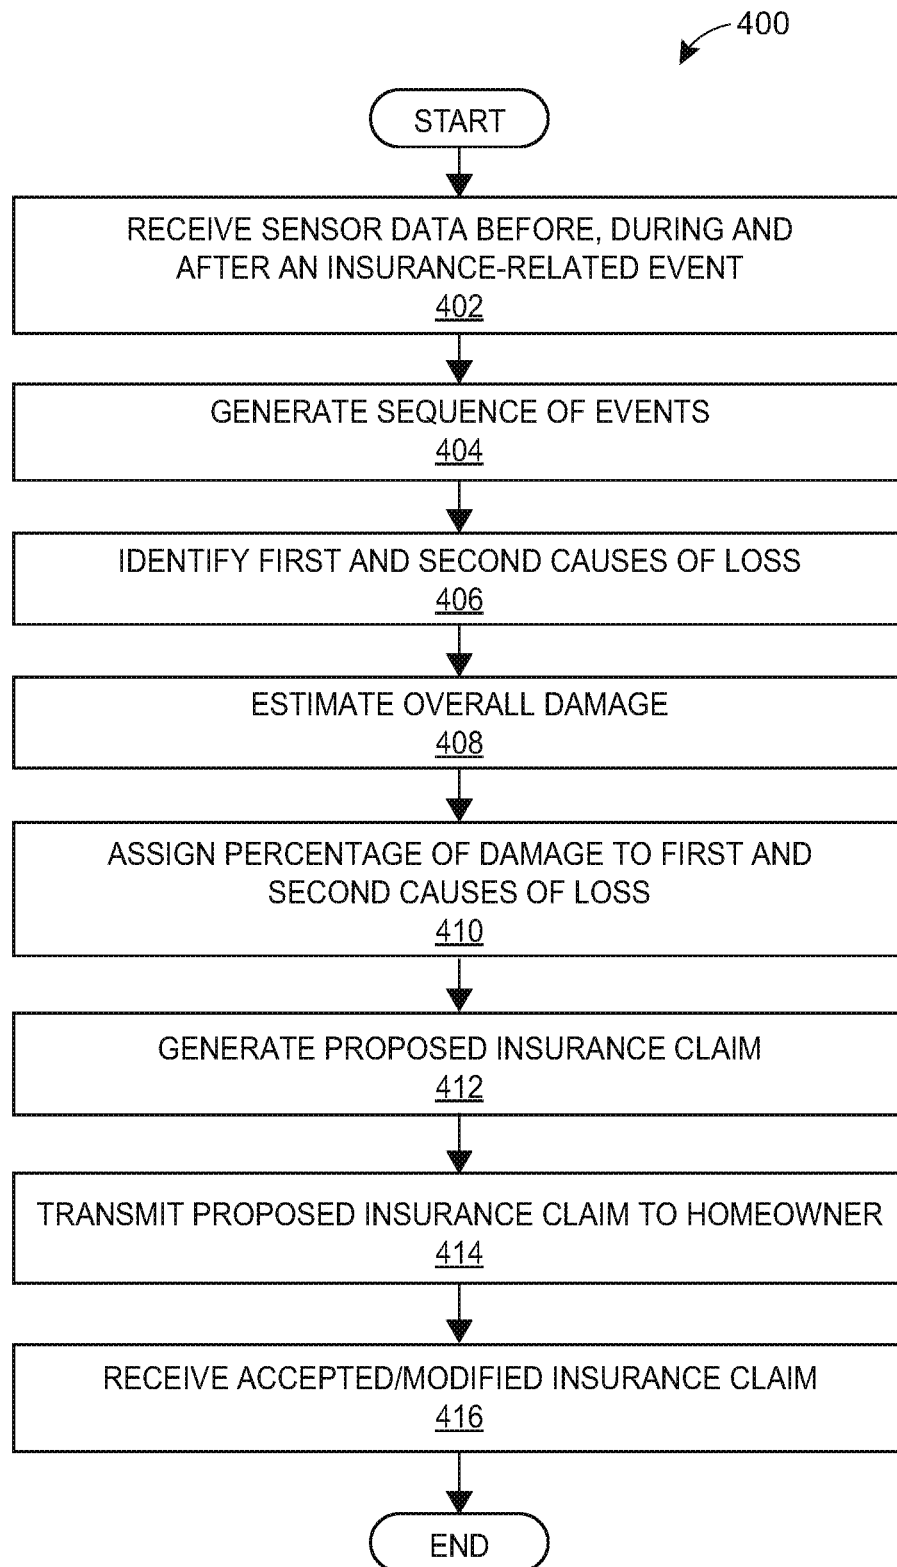 400
START
RECEIVE SENSOR DATA BEFORE, DURING AND
AFTER AN INSURANCE-RELATED EVENT
402
GENERATE SEQUENCE OF EVENTS
404
IDENTIFY FIRST AND SECOND CAUSES OF LOSS
406
ESTIMATE OVERALL DAMAGE
408
ASSIGN PERCENTAGE OF DAMAGE TO FIRST AND
SECOND CAUSES OF LOSS
410
GENERATE PROPOSED INSURANCE CLAIM
412
TRANSMIT PROPOSED INSURANCE CLAIM TO HOMEOWNER
414
RECEIVE ACCEPTED/MODIFIED INSURANCE CLAIM
416
END